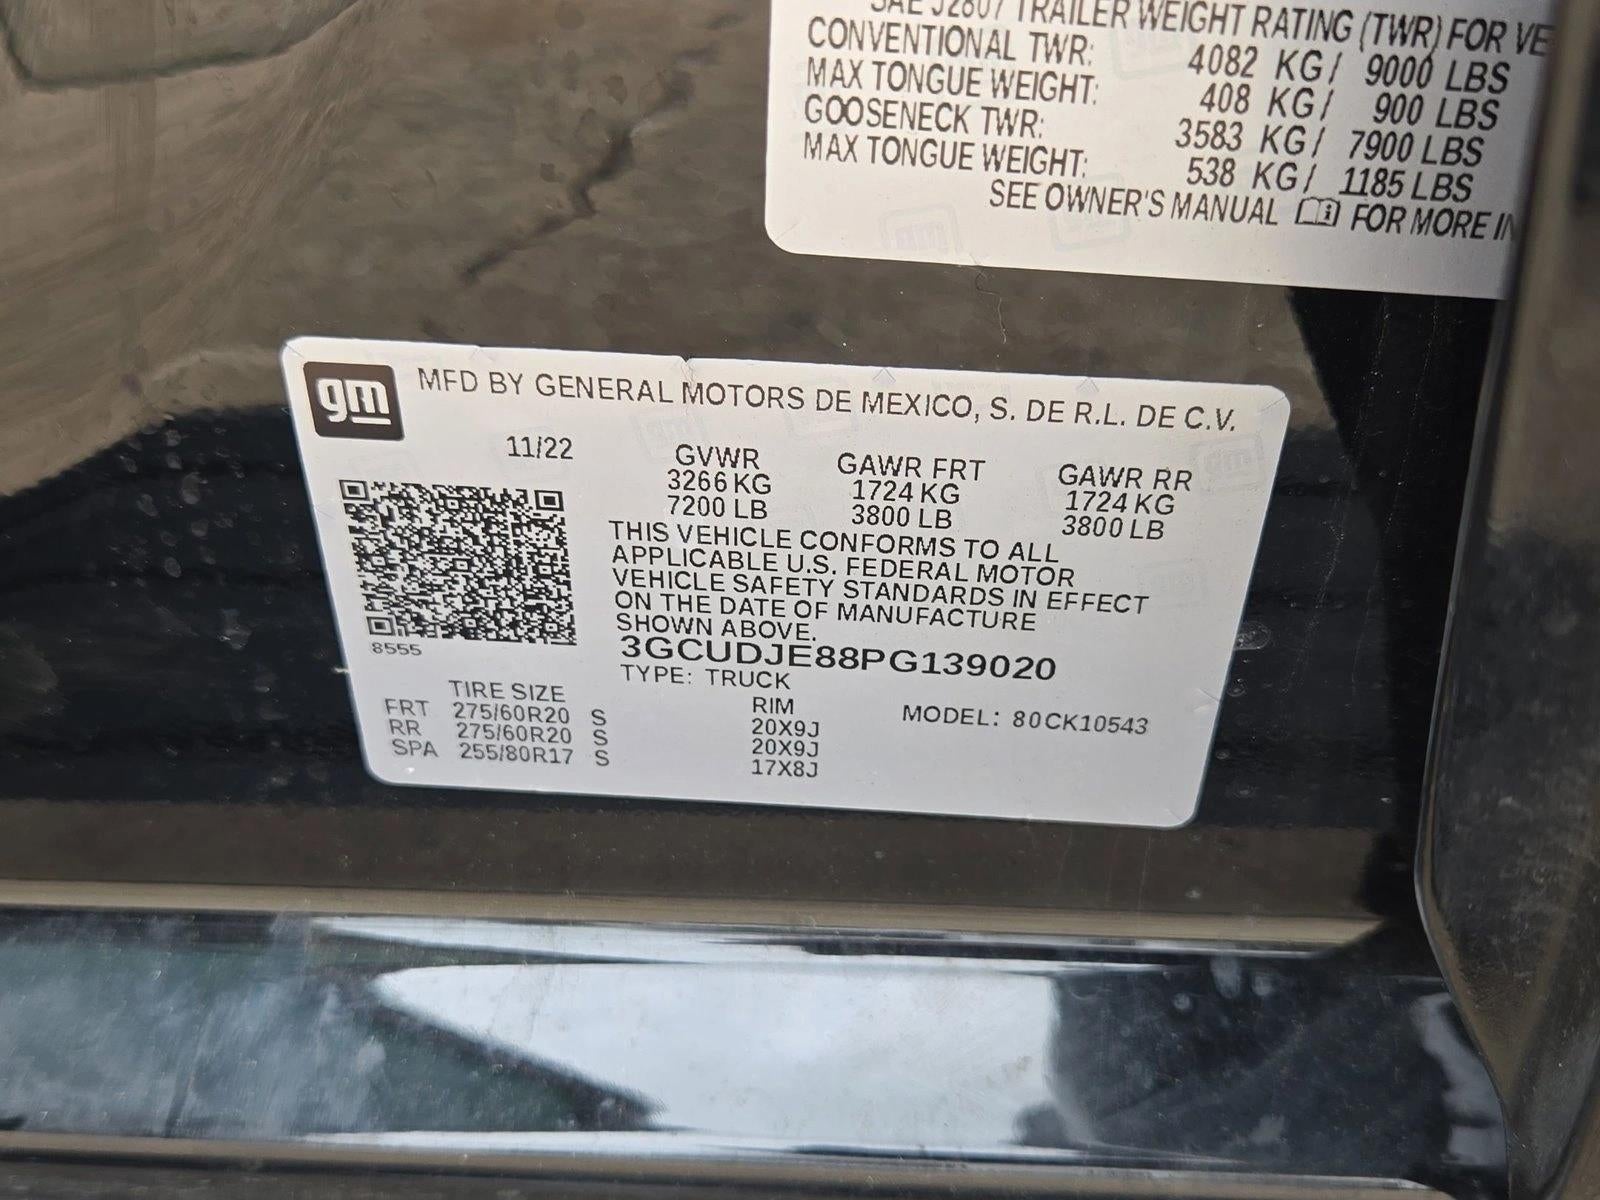 SAE J2807 TRAILER WEIGHT RATING (TWR) FOR
CONVENTIONAL TWR: 4082 KG/ 9000 LBS
MAX TONGUE WEIGHT: 408 KG/ 900 LBS
GOOSENECK TWR: 3583 KG/ 7900 LBS
MAX TONGUE WEIGHT: 538 KG/ 1185 LBS
SEE OWNER'S MANUAL FOR MORE
gm MFD BY GENERAL MOTORS DE MEXICO, S. DE R.L. DE C.V.
11/22 GVWR GAWR FRT GAWR RR
3266 KG 1724 KG 1724 KG
7200 LB 3800 LB 3800 LB
THIS VEHICLE CONFORMS TO ALL
APPLICABLE U.S. FEDERAL MOTOR
VEHICLE SAFETY STANDARDS IN EFFECT
ON THE DATE OF MANUFACTURE
SHOWN ABOVE.
8555
3GCUDJE88PG139020
TYPE: TRUCK
TIRE SIZE RIM MODEL: 80CK10543
FRT 275/60R20 S 20X9J
RR 275/60R20 S 20X9J
SPA 255/80R17 S 17X8J